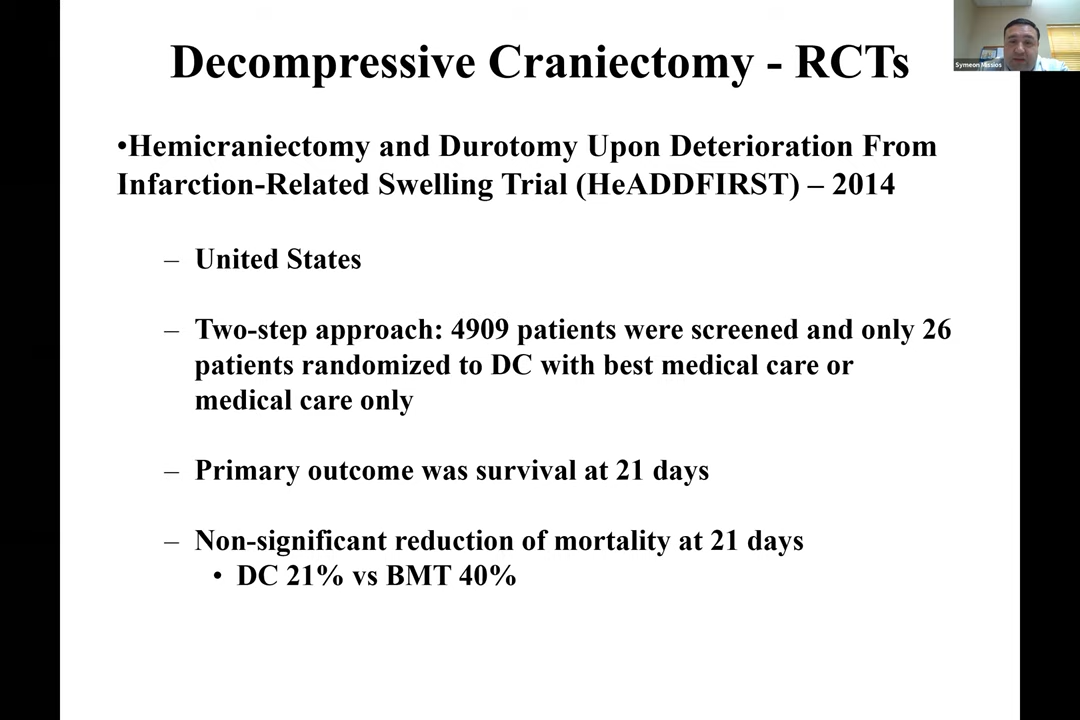 Decompressive Craniectomy - RCTs
Symeon Missios
•Hemicraniectomy and Durotomy Upon Deterioration From
Infarction-Related Swelling Trial (HeADDFIRST) – 2014
– United States
– Two-step approach: 4909 patients were screened and only 26
patients randomized to DC with best medical care or
medical care only
– Primary outcome was survival at 21 days
– Non-significant reduction of mortality at 21 days
• DC 21% vs BMT 40%